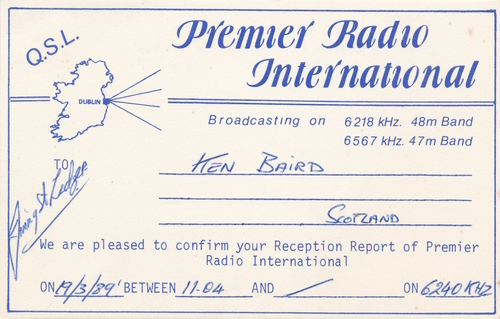 Q.S.L.
Premier Radio
International
DUBLIN
Broadcasting on 6218 kHz. 48m Band
6567 kHz. 47m Band
TO
KEN BAIRD
SCOTLAND
We are pleased to confirm your Reception Report of Premier
Radio International
ON 19/3/89' BETWEEN 11.04 AND / ON 6240 KHZ